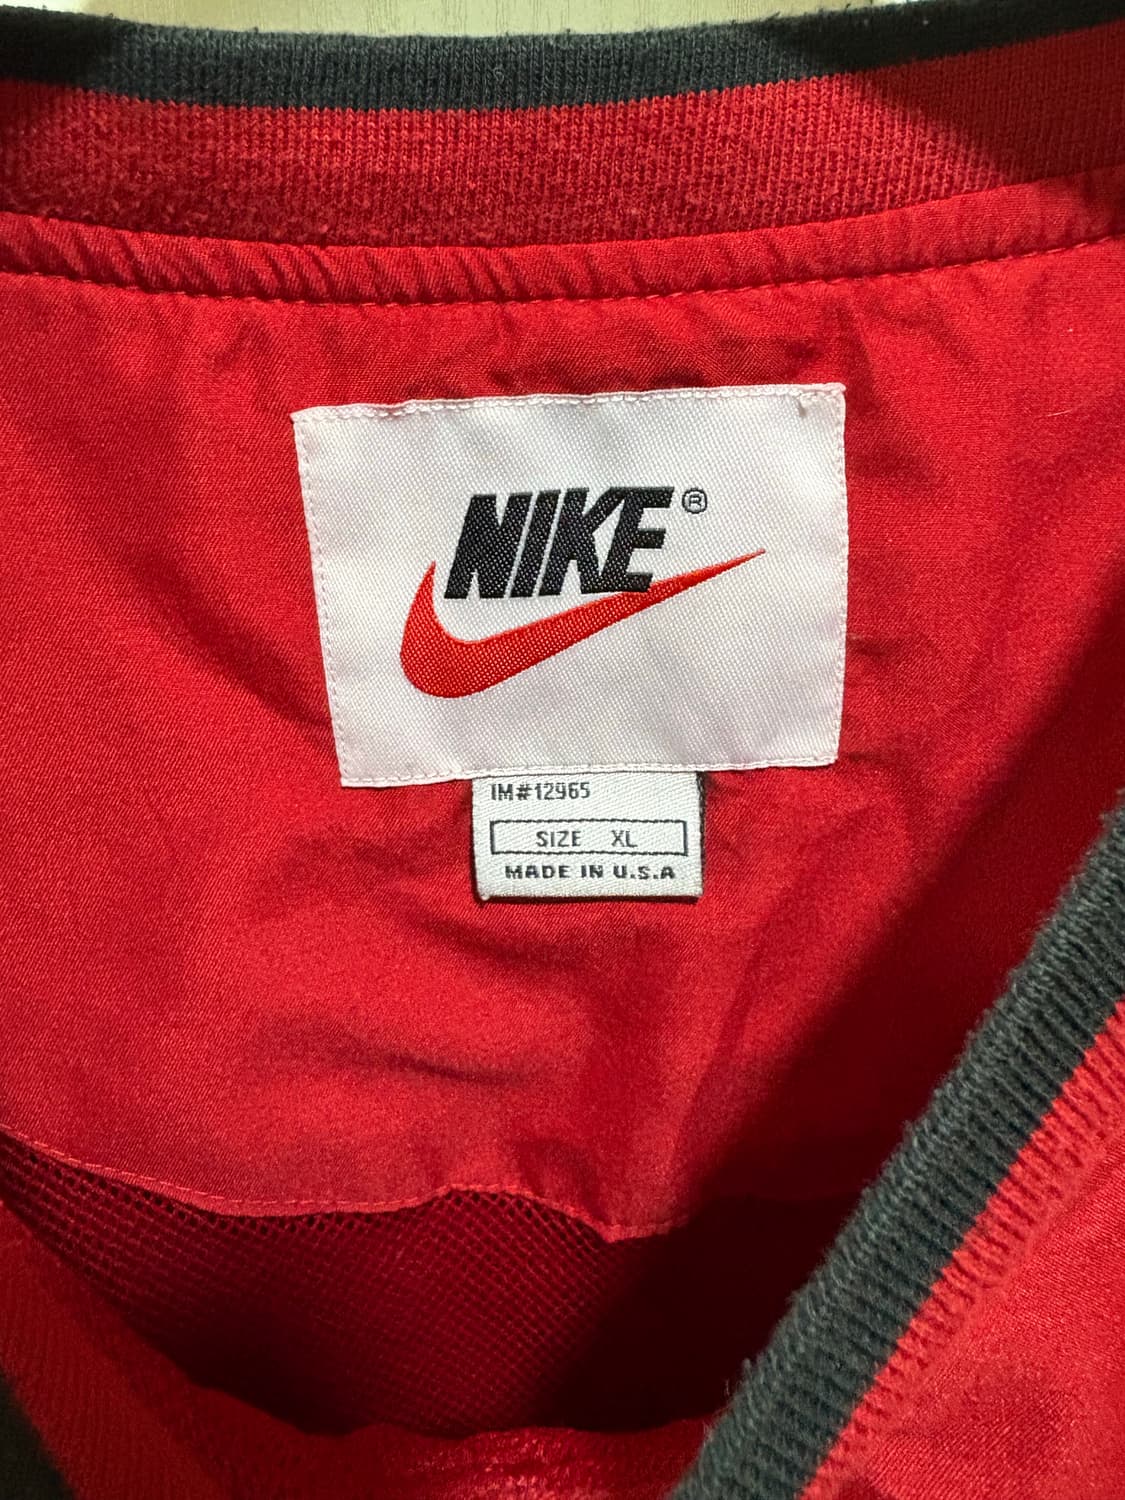 NIKE®
IM#12965
SIZE XL
MADE IN U.S.A